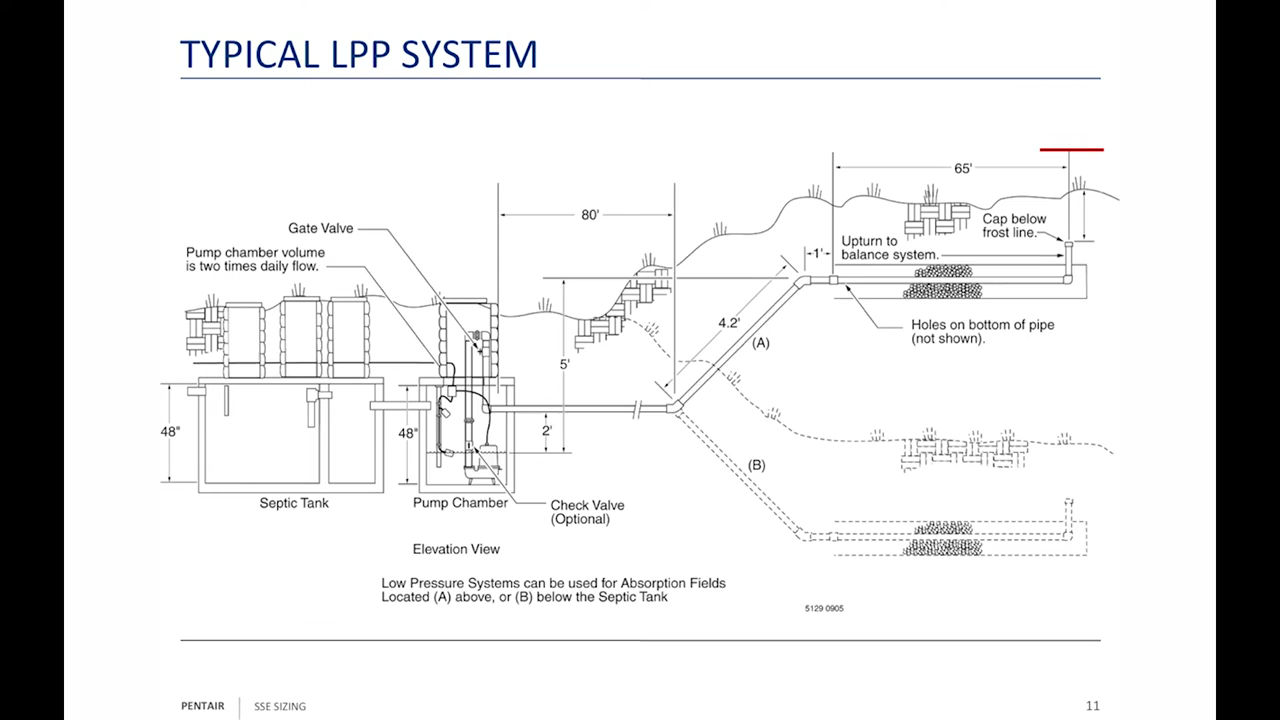 TYPICAL LPP SYSTEM
65'
80'
Gate Valve
Cap below
frost line.
Pump chamber volume
is two times daily flow.
Upturn to
balance system.
1'
4.2'
Holes on bottom of pipe
(not shown).
(A)
5'
48"
48"
2'
(B)
Septic Tank
Pump Chamber
Check Valve
(Optional)
Elevation View
Low Pressure Systems can be used for Absorption Fields
Located (A) above, or (B) below the Septic Tank
5129 0905
PENTAIR
SSE SIZING
11